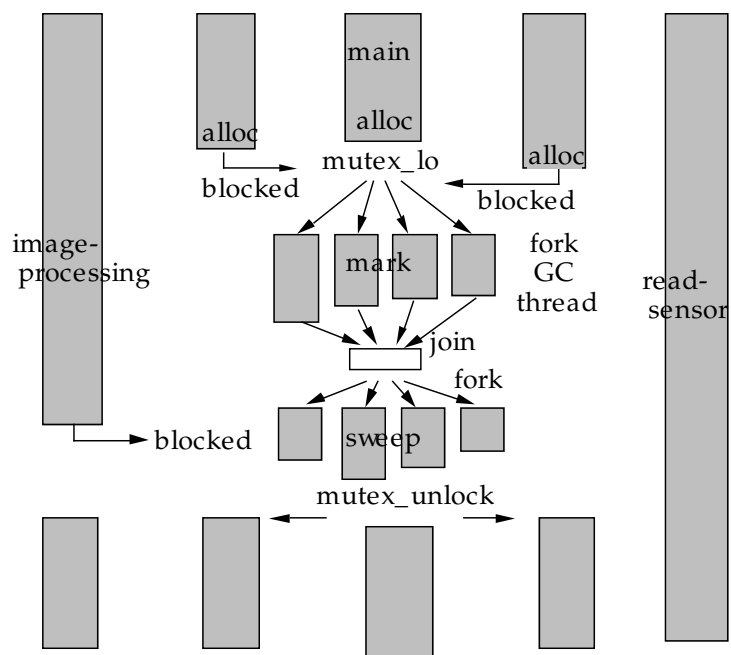 main
alloc
alloc
alloc
mutex_lo
blocked
blocked
image-
processing
mark
fork
GC
thread
read-
sensor
join
fork
blocked
sweep
mutex_unlock